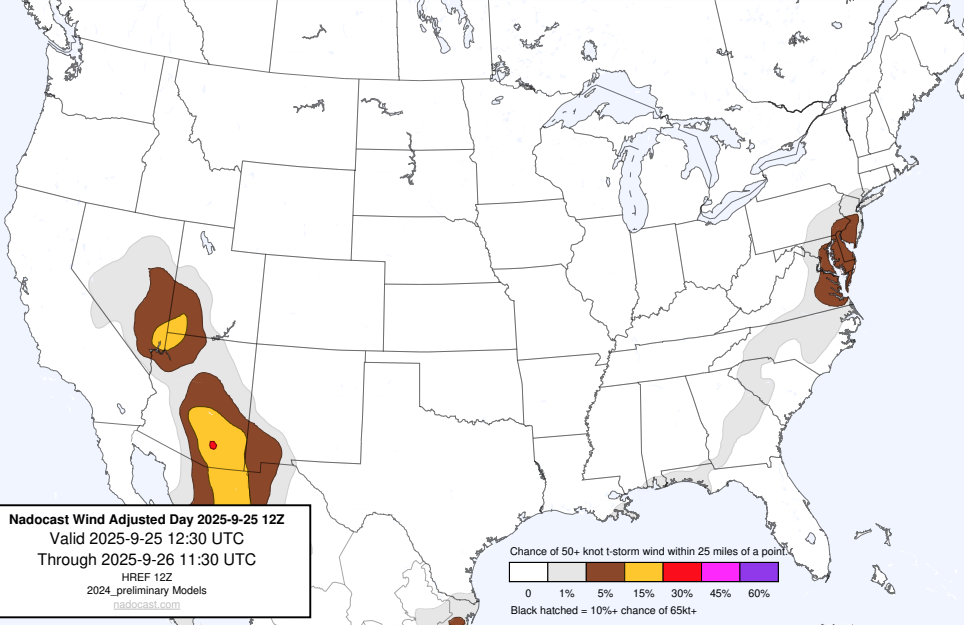 Nadocast Wind Adjusted Day 2025-9-25 12Z
Valid 2025-9-25 12:30 UTC
Through 2025-9-26 11:30 UTC
HREF 12Z
2024_preliminary Models
nadocast.com
Chance of 50+ knot t-storm wind within 25 miles of a point.
0 1% 5% 15% 30% 45% 60%
Black hatched = 10%+ chance of 65kt+